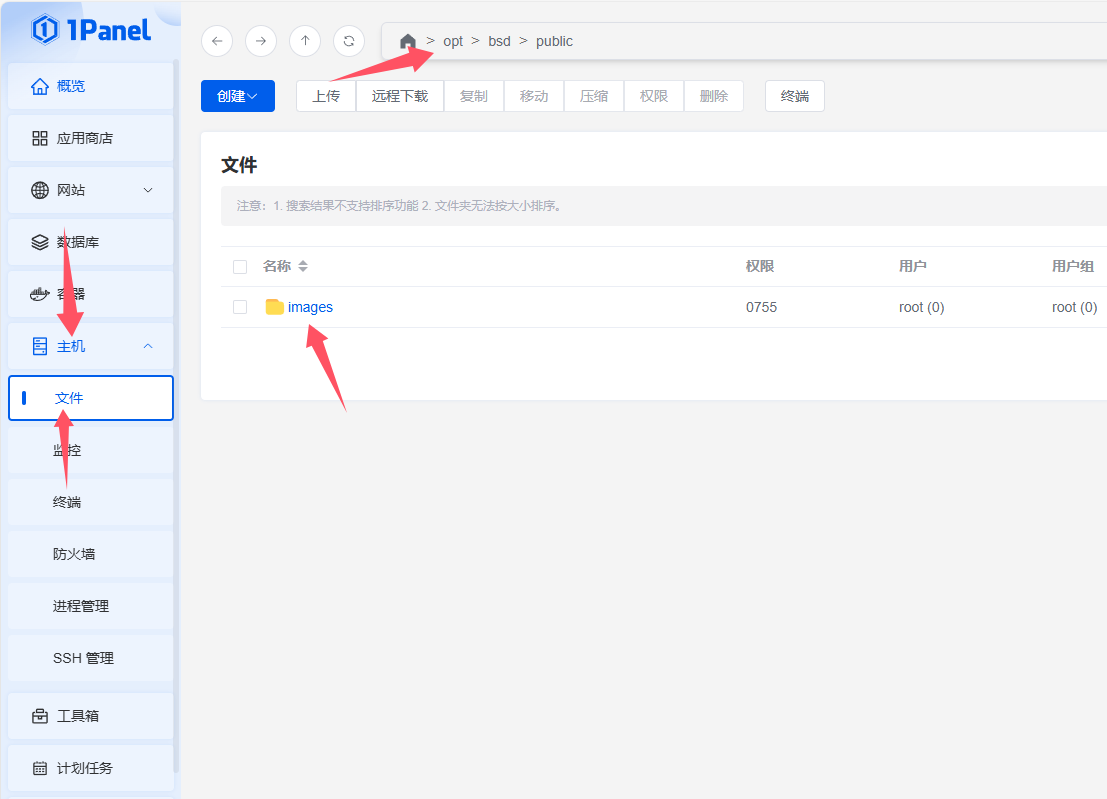 1Panel
概览
应用商店
网站
数据库
容器
主机
文件
监控
终端
防火墙
进程管理
SSH 管理
工具箱
计划任务
> opt > bsd > public
创建 上传 远程下载 复制 移动 压缩 权限 删除 终端
文件
注意：1. 搜索结果不支持排序功能 2. 文件夹无法按大小排序。
名称 权限 用户 用户组
images 0755 root (0) root (0)